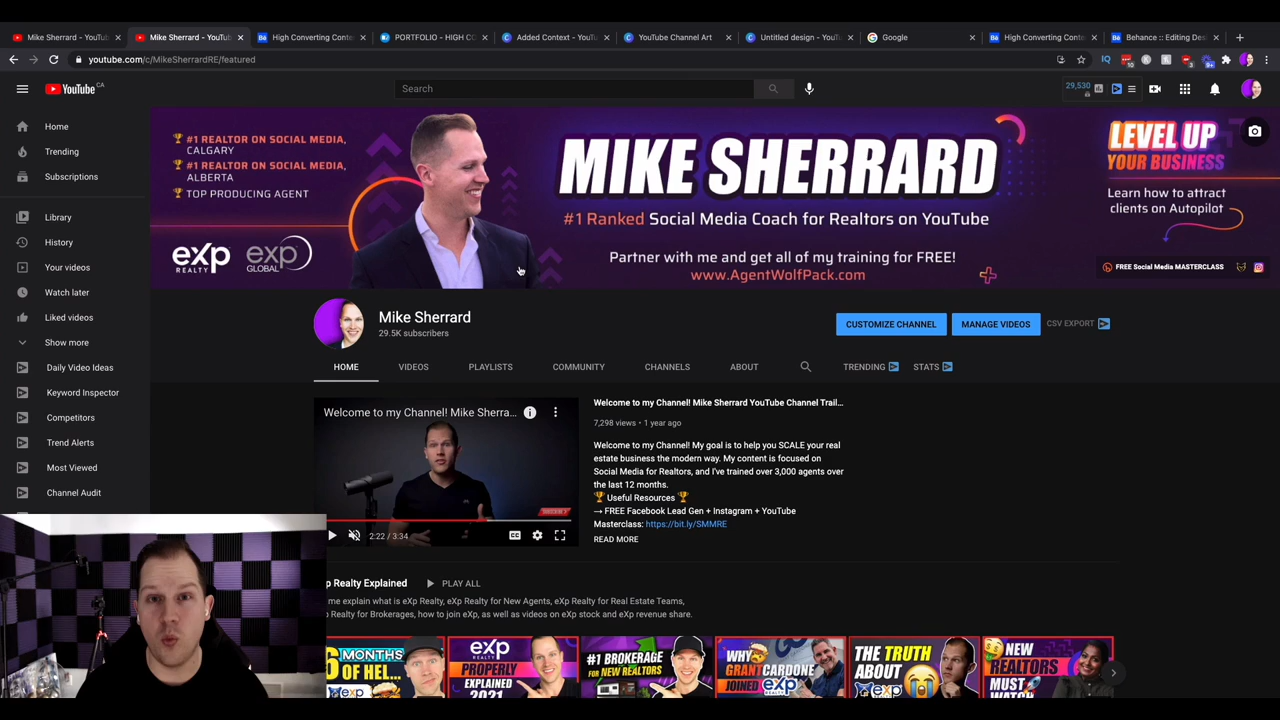 Mike Sherrard - YouTub
Mike Sherrard - YouTu
High Converting Conte
PORTFOLIO - HIGH CO
Added Context - YouTu
YouTube Channel Art
Untitled design - YouTu
Google
High Converting Conte
Behance :: Editing Des
youtube.com/c/MikeSherrardRE/featured
YouTube CA
Search
29,530
Home
Trending
Subscriptions
Library
History
Your videos
Watch later
Liked videos
Show more
Daily Video Ideas
Keyword Inspector
Competitors
Trend Alerts
Most Viewed
Channel Audit
#1 REALTOR ON SOCIAL MEDIA,
CALGARY
#1 REALTOR ON SOCIAL MEDIA,
ALBERTA
TOP PRODUCING AGENT
eXp REALTY
eXp GLOBAL
MIKE SHERRARD
#1 Ranked Social Media Coach for Realtors on YouTube
Partner with me and get all of my training for FREE!
www.AgentWolfPack.com
LEVEL UP
YOUR BUSINESS
Learn how to attract
clients on Autopilot
FREE Social Media MASTERCLASS
Mike Sherrard
29.5K subscribers
CUSTOMIZE CHANNEL
MANAGE VIDEOS
CSV EXPORT
HOME
VIDEOS
PLAYLISTS
COMMUNITY
CHANNELS
ABOUT
TRENDING
STATS
Welcome to my Channel! Mike Sherra...
2:22 / 3:34
Welcome to my Channel! Mike Sherrard YouTube Channel Trail...
7,298 views • 1 year ago
Welcome to my Channel! My goal is to help you SCALE your real
estate business the modern way. My content is focused on
Social Media for Realtors, and I've trained over 3,000 agents over
the last 12 months.
🏆 Useful Resources 🏆
→ FREE Facebook Lead Gen + Instagram + YouTube
Masterclass: https://bit.ly/SMMRE
READ MORE
p Realty Explained
PLAY ALL
me explain what is eXp Realty, eXp Realty for New Agents, eXp Realty for Real Estate Teams,
p Realty for Brokerages, how to join eXp, as well as videos on eXp stock and eXp revenue share.
6 MONTHS
OF HEL...
eXp
eXp
REALTY
PROPERLY
EXPLAINED
2021
#1 BROKERAGE
FOR NEW REALTORS
WHY
GRANT CARDONE
JOINED eXp
THE TRUTH
ABOUT
eXp
NEW
REALTORS
MUST
WATCH